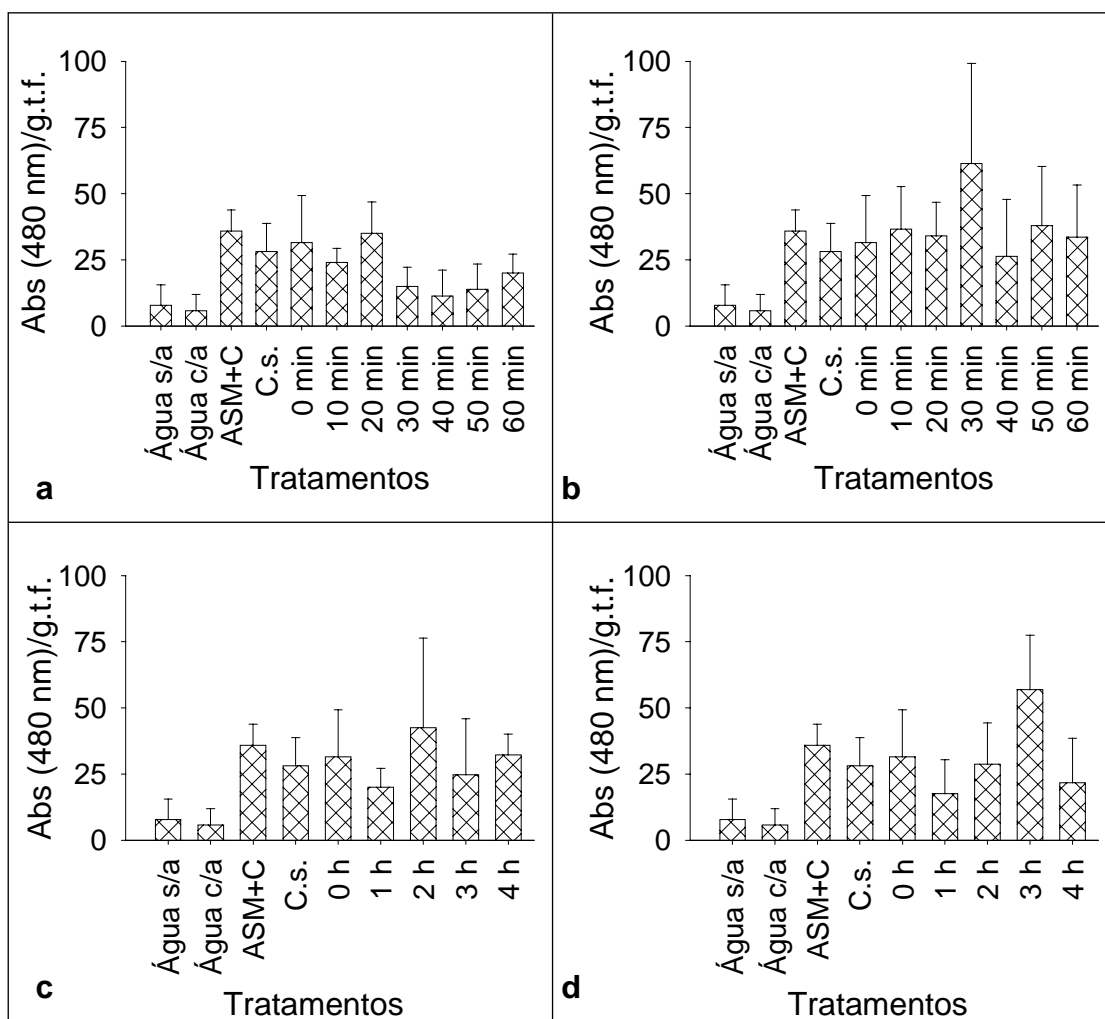 Abs (480 nm)/g.t.f.
100
75
50
25
0
Água s/a
Água c/a
ASM+C
C.s.
0 min
10 min
20 min
30 min
40 min
50 min
60 min
Tratamentos
a
Abs (480 nm)/g.t.f.
100
75
50
25
0
Água s/a
Água c/a
ASM+C
C.s.
0 min
10 min
20 min
30 min
40 min
50 min
60 min
Tratamentos
b
Abs (480 nm)/g.t.f.
100
75
50
25
0
Água s/a
Água c/a
ASM+C
C.s.
0 h
1 h
2 h
3 h
4 h
Tratamentos
c
Abs (480 nm)/g.t.f.
100
75
50
25
0
Água s/a
Água c/a
ASM+C
C.s.
0 h
1 h
2 h
3 h
4 h
Tratamentos
d